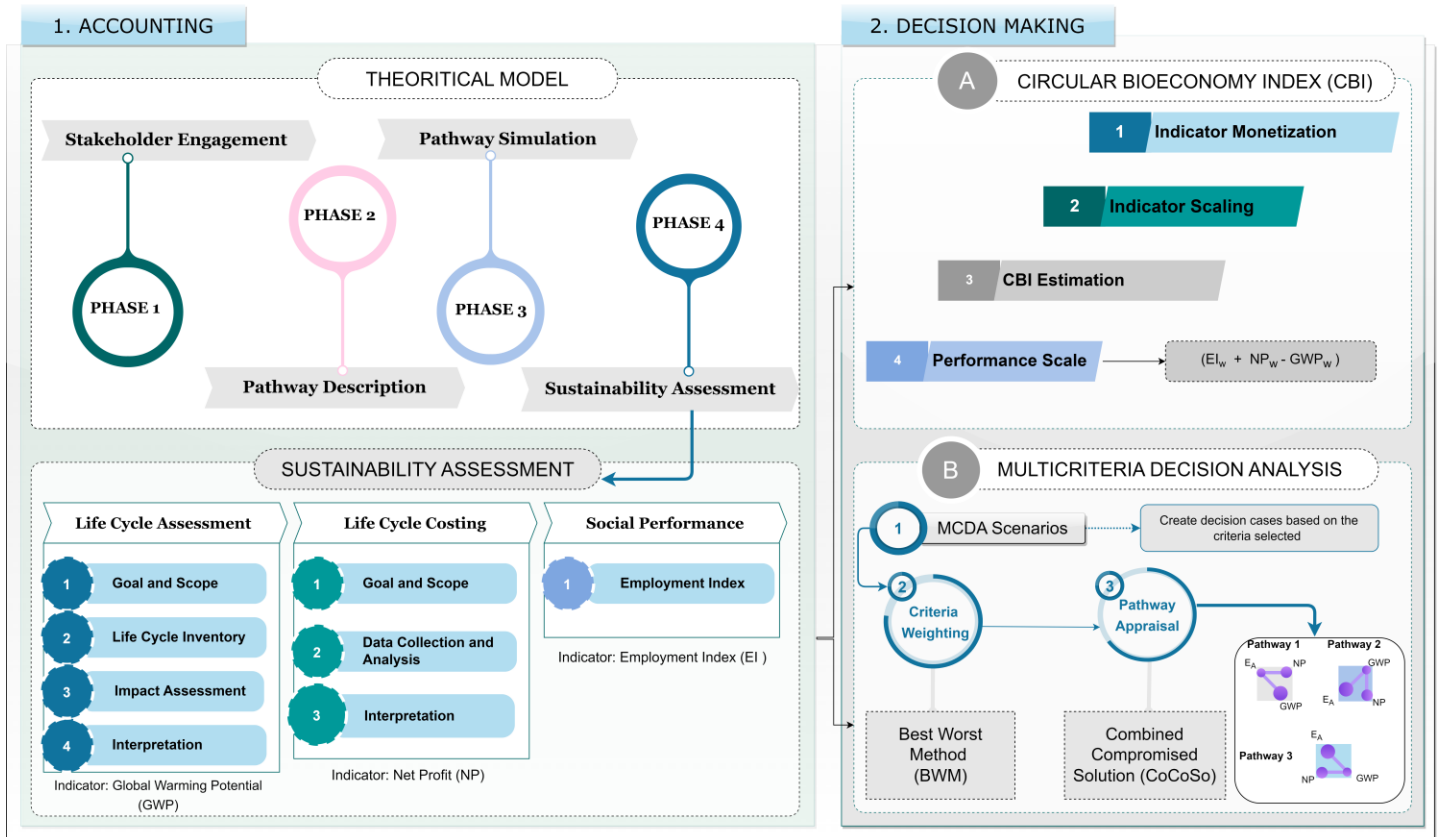 1. ACCOUNTING
THEORITICAL MODEL
Stakeholder Engagement
Pathway Simulation
PHASE 1
PHASE 2
PHASE 3
PHASE 4
Pathway Description
Sustainability Assessment
SUSTAINABILITY ASSESSMENT
Life Cycle Assessment
1
Goal and Scope
2
Life Cycle Inventory
3
Impact Assessment
4
Interpretation
Indicator: Global Warming Potential
(GWP)
Life Cycle Costing
1
Goal and Scope
2
Data Collection and
Analysis
3
Interpretation
Indicator: Net Profit (NP)
Social Performance
1
Employment Index
Indicator: Employment Index (EI )
2. DECISION MAKING
A
CIRCULAR BIOECONOMY INDEX (CBI)
1
Indicator Monetization
2
Indicator Scaling
3
CBI Estimation
4
Performance Scale
(EIw + NPw - GWPw )
B
MULTICRITERIA DECISION ANALYSIS
1
MCDA Scenarios
Create decision cases based on the
criteria selected
2
Criteria
Weighting
3
Pathway
Appraisal
Best Worst
Method
(BWM)
Combined
Compromised
Solution (CoCoSo)
Pathway 1
EA
NP
GWP
Pathway 2
GWP
EA
NP
Pathway 3
EA
NP
GWP